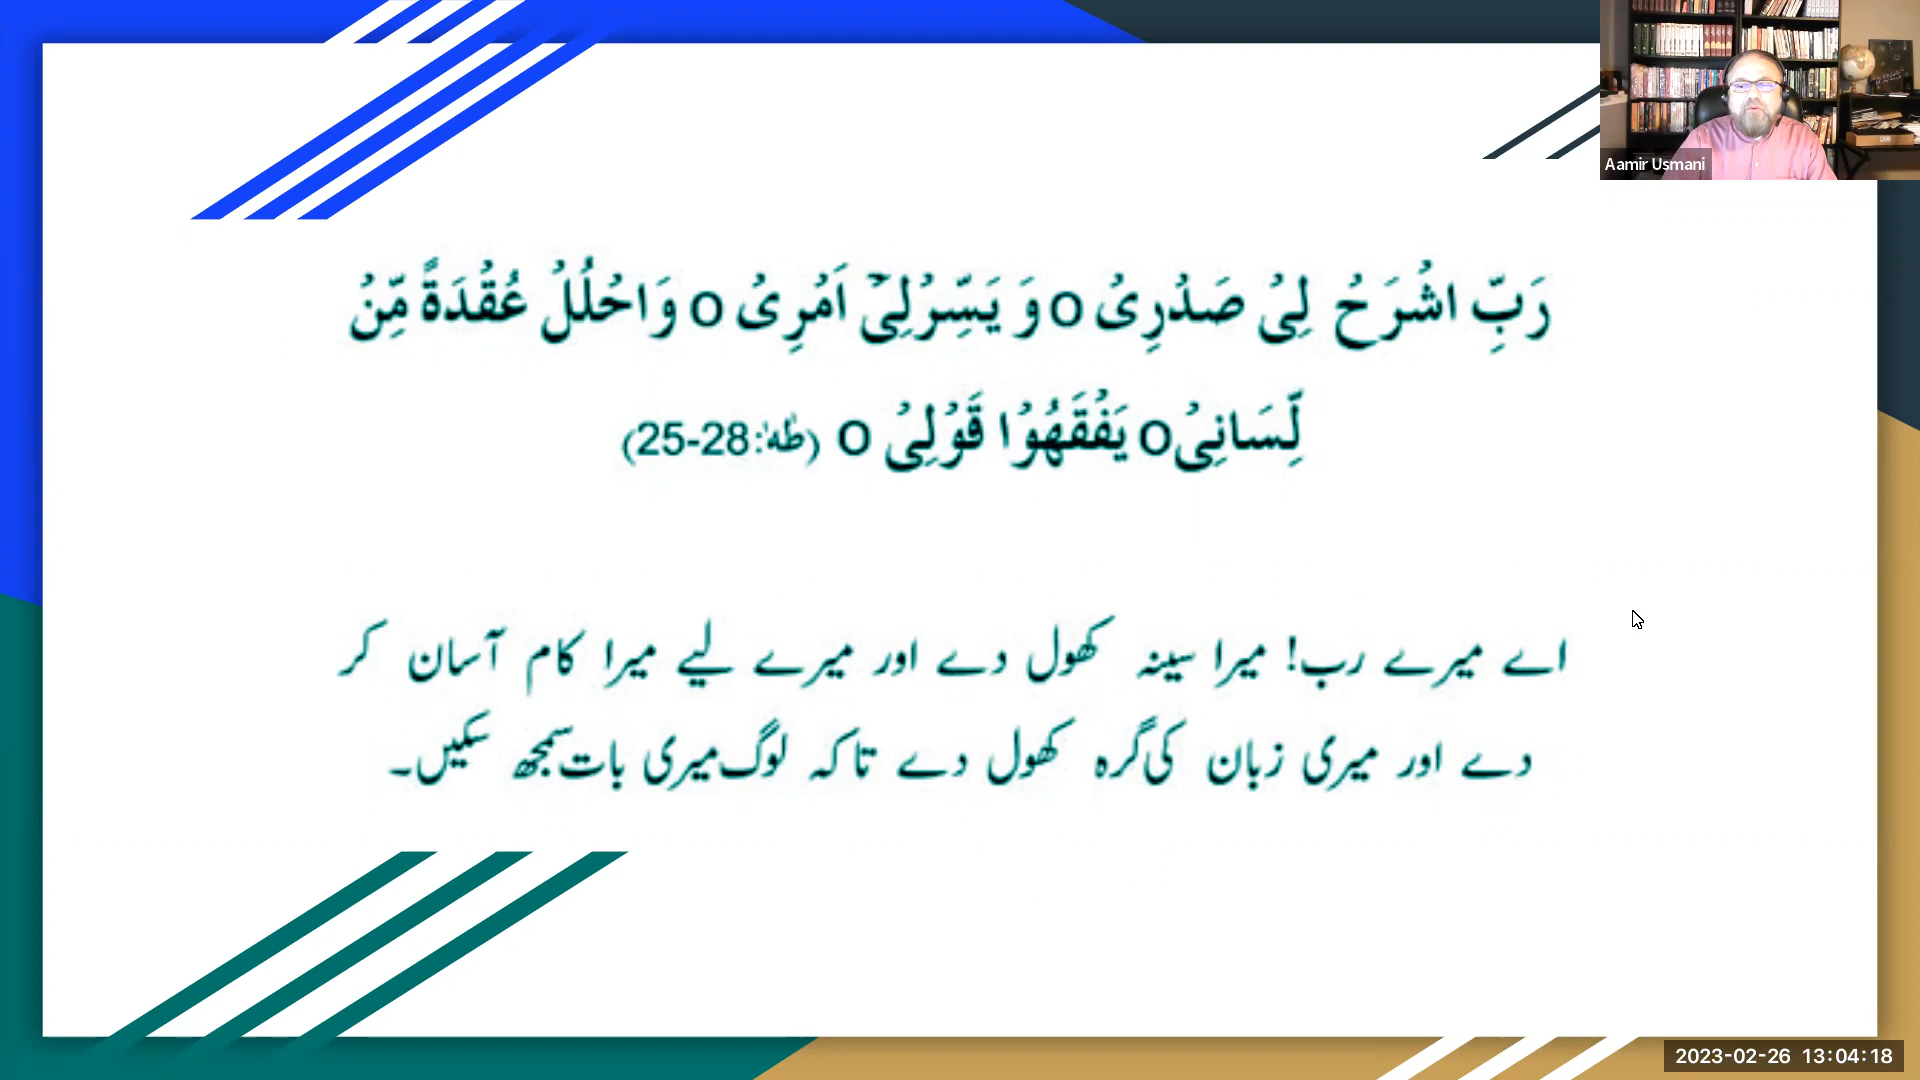 Aamir Usmani
رَبِّ اشْرَحْ لِیْ صَدْرِیْ o وَ یَسِّرْلِیْۤ اَمْرِیْ o وَاحْلُلْ عُقْدَةً مِّنْ
لِّسَانِیْ o یَفْقَهُوْا قَوْلِیْ o (طٰهٰ:25-28)
اے میرے رب! میرا سینہ کھول دے اور میرے لیے میرا کام آسان کر
دے اور میری زبان کی گرہ کھول دے تاکہ لوگ میری بات سمجھ سکیں۔
2023-02-26 13:04:18